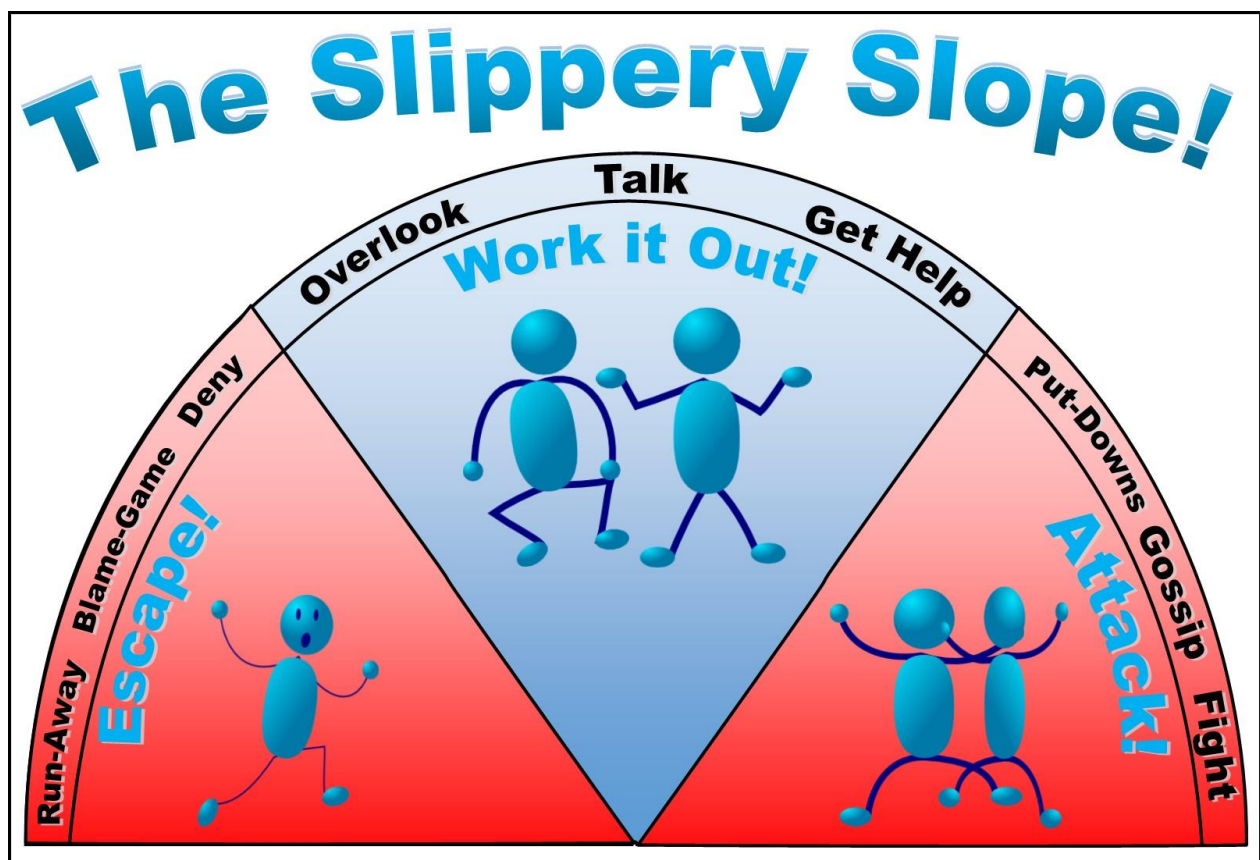 The Slippery Slope!
Run-Away Blame-Game Deny
Overlook Talk Get Help
Put-Downs Gossip Fight
Escape!
Work it Out!
Attack!